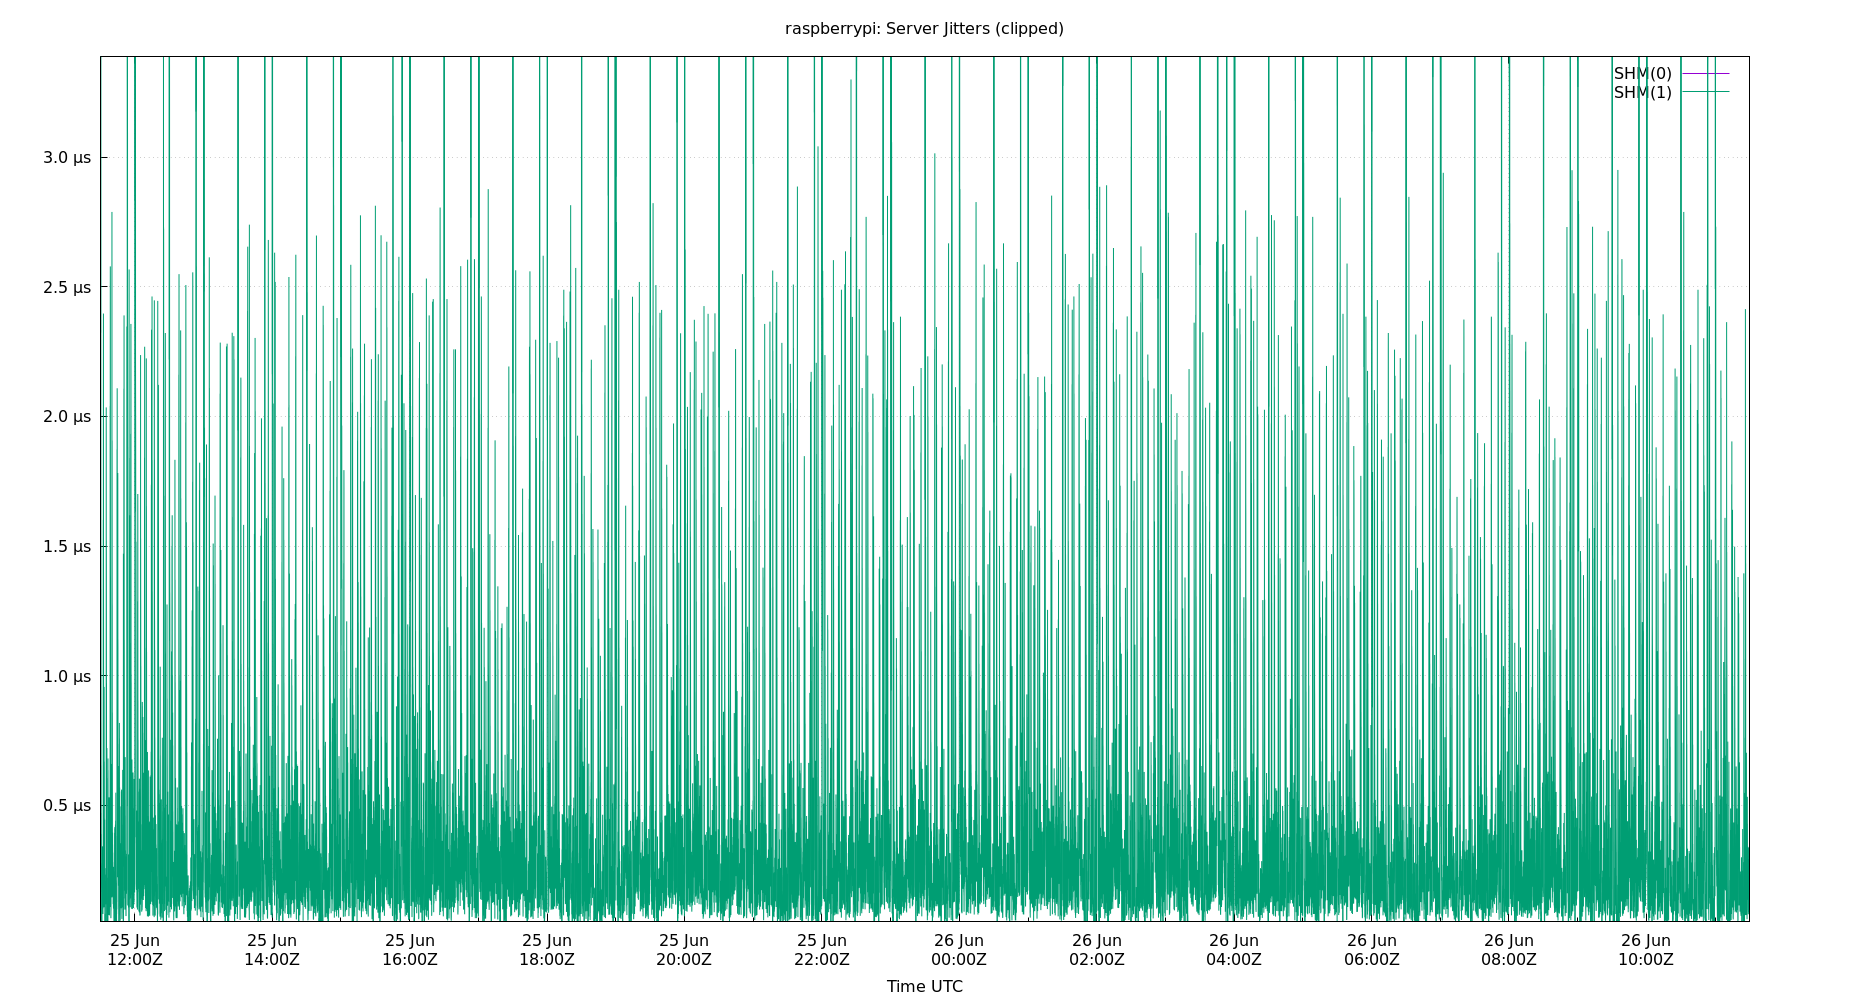 raspberrypi: Server Jitters (clipped)
SHM(0)
SHM(1)
3.0 µs
2.5 µs
2.0 µs
1.5 µs
1.0 µs
0.5 µs
25 Jun 25 Jun 25 Jun 25 Jun 25 Jun 25 Jun 26 Jun 26 Jun 26 Jun 26 Jun 26 Jun 26 Jun
12:00Z 14:00Z 16:00Z 18:00Z 20:00Z 22:00Z 00:00Z 02:00Z 04:00Z 06:00Z 08:00Z 10:00Z
Time UTC